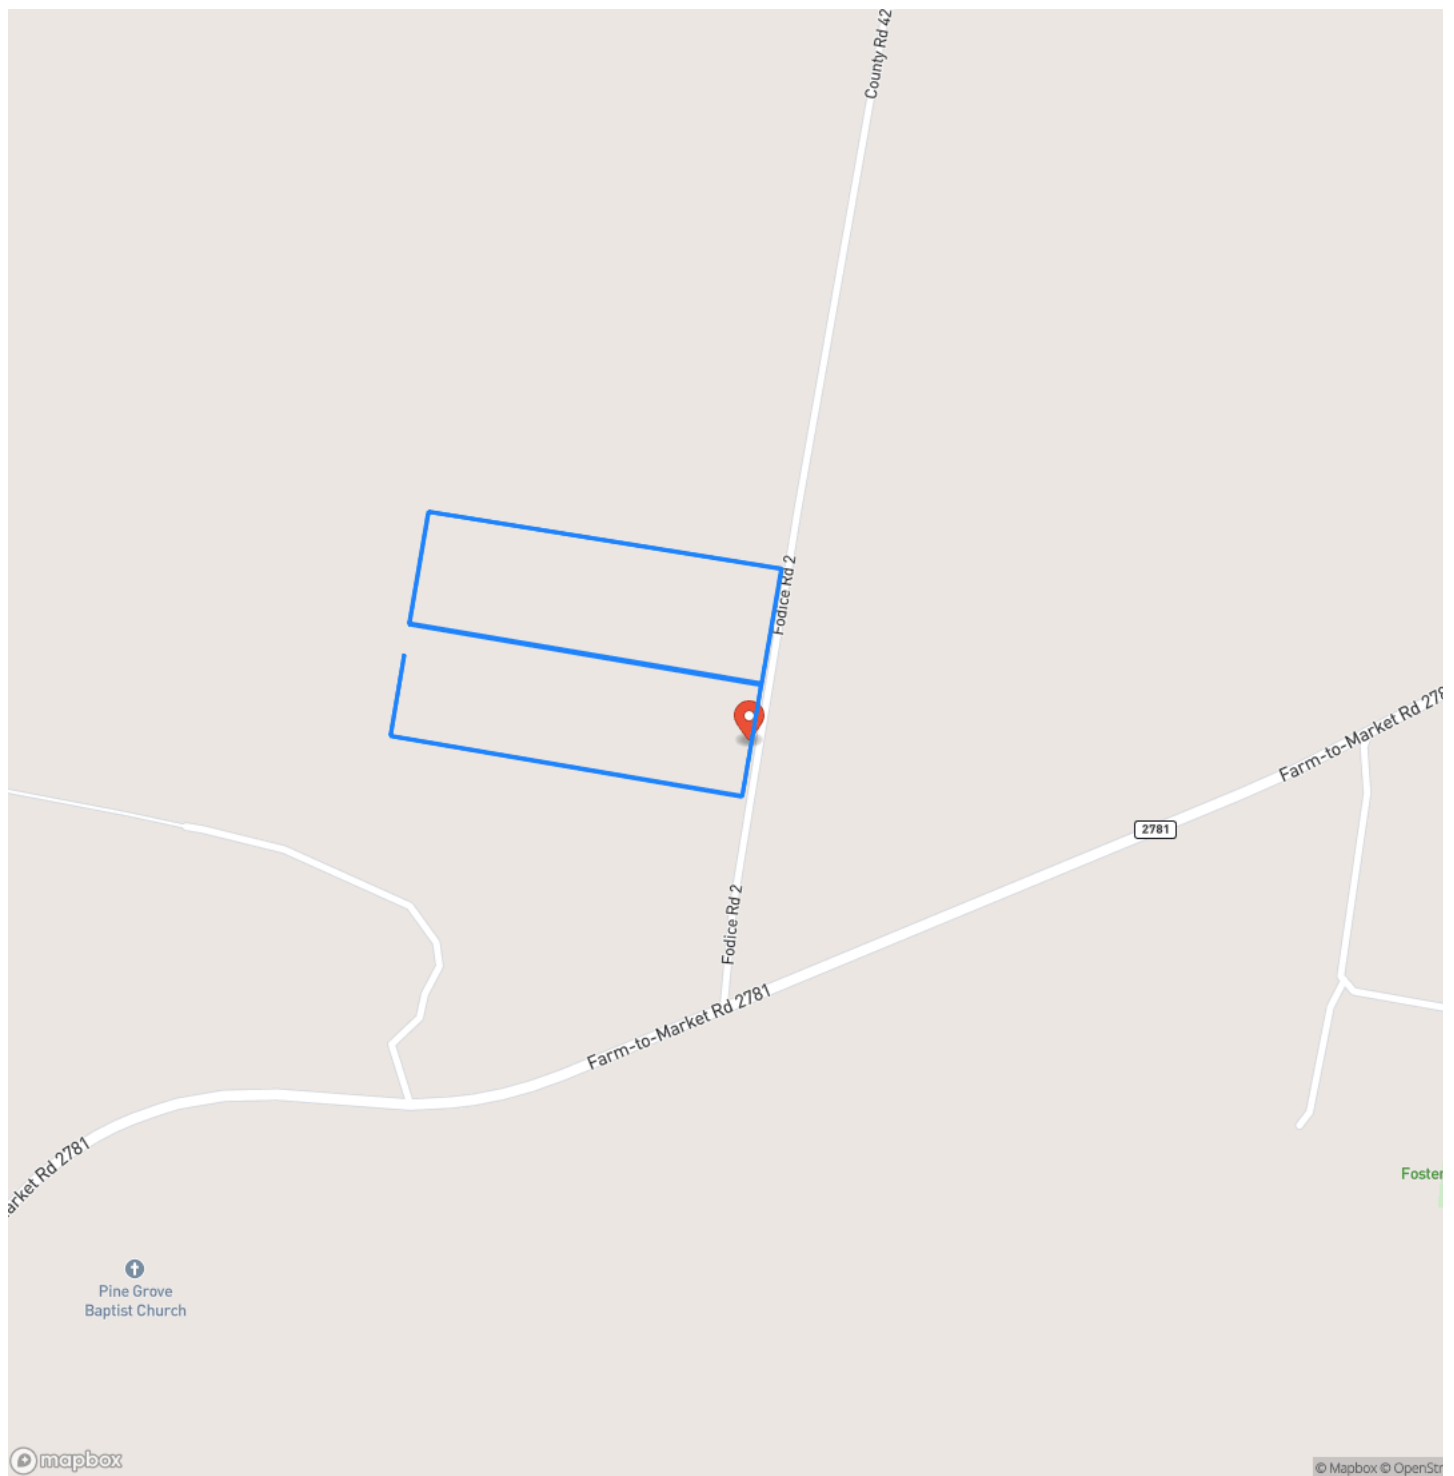 County Rd 42
Fodice Rd 2
Farm-to-Market Rd 278
2781
Fodice Rd 2
Farm-to-Market Rd 2781
arket Rd 2781
Foster
Pine Grove
Baptist Church
mapbox
© Mapbox © OpenStr